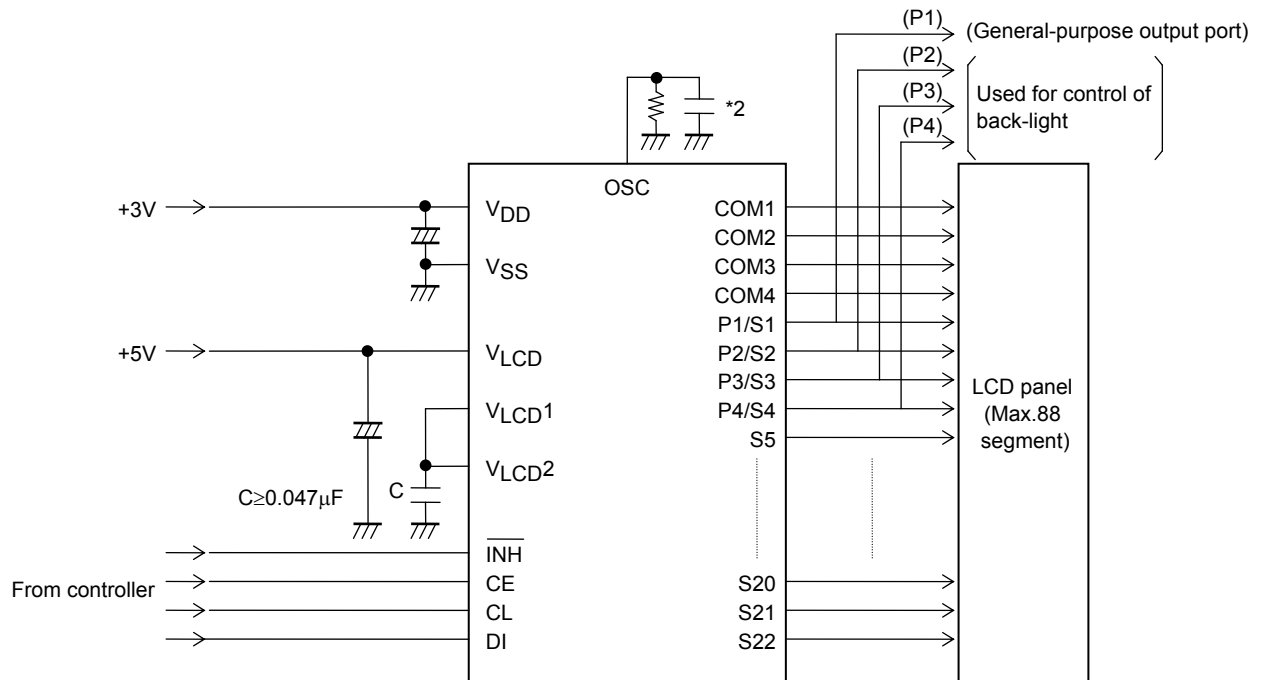 (P1)
(General-purpose output port)
(P2)
(P3)
Used for control of
back-light
(P4)
*2
OSC
+3V
VDD
VSS
+5V
VLCD
VLCD1
VLCD2
C≥0.047μF
C
From controller
INH
CE
CL
DI
COM1
COM2
COM3
COM4
P1/S1
P2/S2
P3/S3
P4/S4
S5
S20
S21
S22
LCD panel
(Max.88
segment)